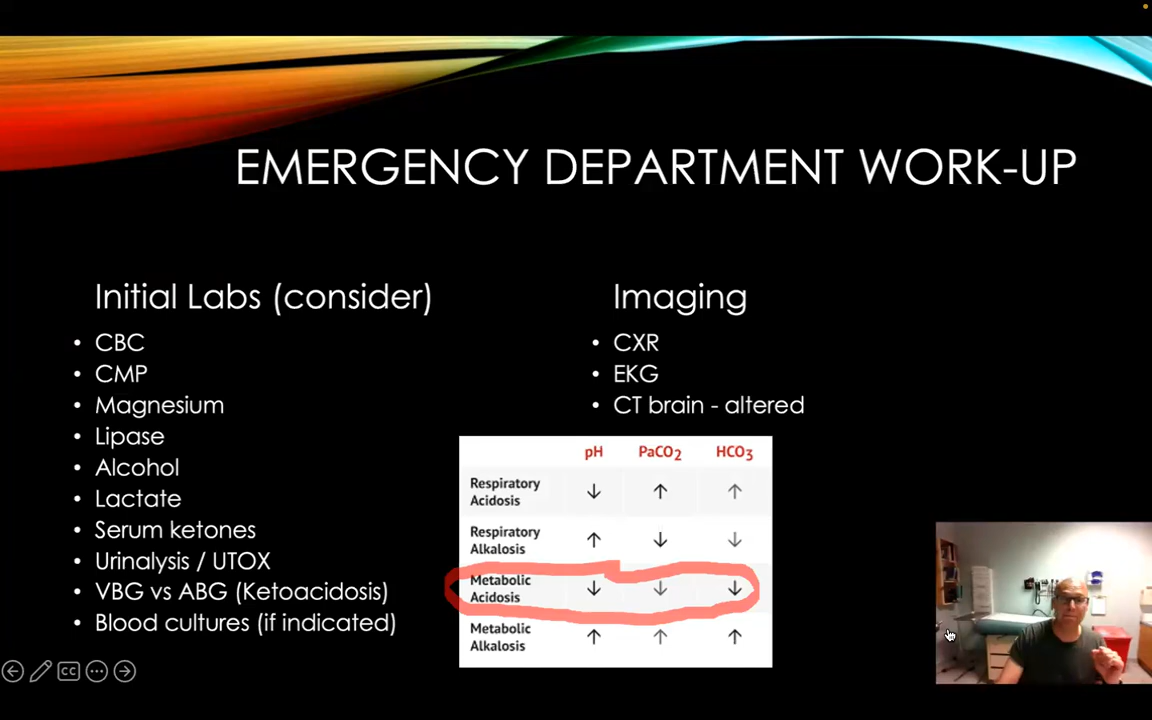 EMERGENCY DEPARTMENT WORK-UP
Initial Labs (consider)
• CBC
• CMP
• Magnesium
• Lipase
• Alcohol
• Lactate
• Serum ketones
• Urinalysis / UTOX
• VBG vs ABG (Ketoacidosis)
• Blood cultures (if indicated)
Imaging
• CXR
• EKG
• CT brain - altered
pH PaCO2 HCO3
Respiratory
Acidosis ↓ ↑ ↑
Respiratory
Alkalosis ↑ ↓ ↓
Metabolic
Acidosis ↓ ↓ ↓
Metabolic
Alkalosis ↑ ↑ ↑
CC